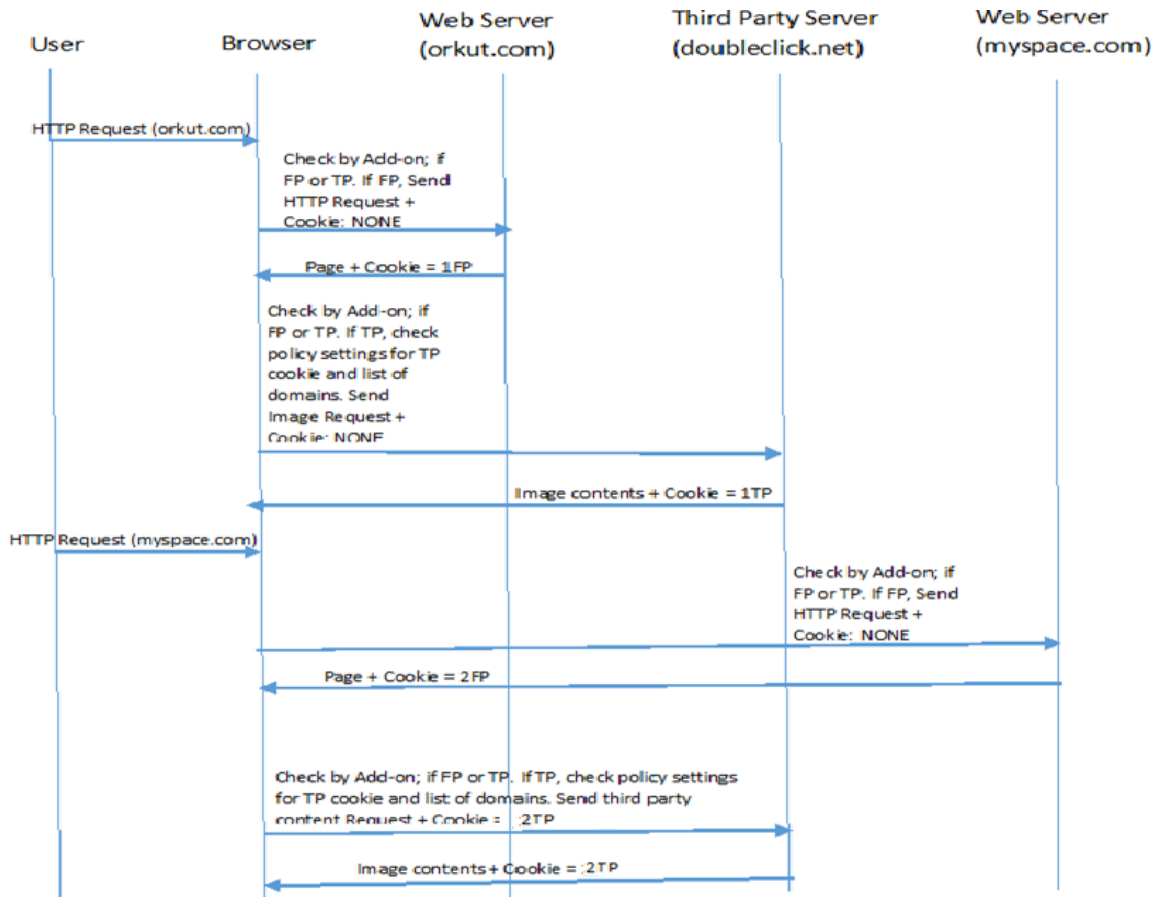 User
Browser
Web Server
(orkut.com)
Third Party Server
(doubleclick.net)
Web Server
(myspace.com)
HTTP Request (orkut.com)
Check by Add-on; if
FP or TP. If FP, Send
HTTP Request +
Cookie: NONE
Page + Cookie = 1FP
Check by Add-on; if
FP or TP. If TP, check
policy settings for TP
cookie and list of
domains. Send
Image Request +
Cookie: NONE
Image contents + Cookie = 1TP
HTTP Request (myspace.com)
Check by Add-on; if
FP or TP. If FP, Send
HTTP Request +
Cookie: NONE
Page + Cookie = 2FP
Check by Add-on; if FP or TP. If TP, check policy settings
for TP cookie and list of domains. Send third party
content Request + Cookie = :2TP
Image contents + Cookie = :2TP